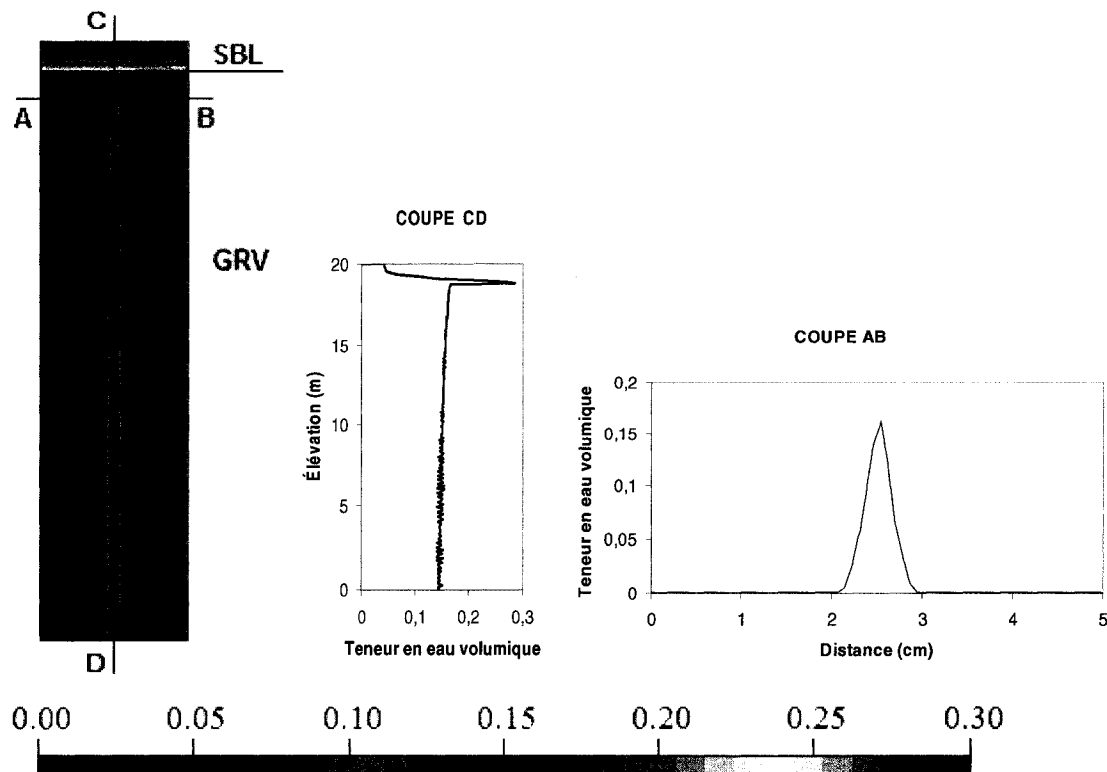 C
SBL
A
B
GRV
D
COUPE CD
20
15
10
5
0
Élévation (m)
0 0,1 0,2 0,3
Teneur en eau volumique
COUPE AB
0,2
0,15
0,1
0,05
0
Teneur en eau volumique
0 1 2 3 4 5
Distance (cm)
0.00 0.05 0.10 0.15 0.20 0.25 0.30